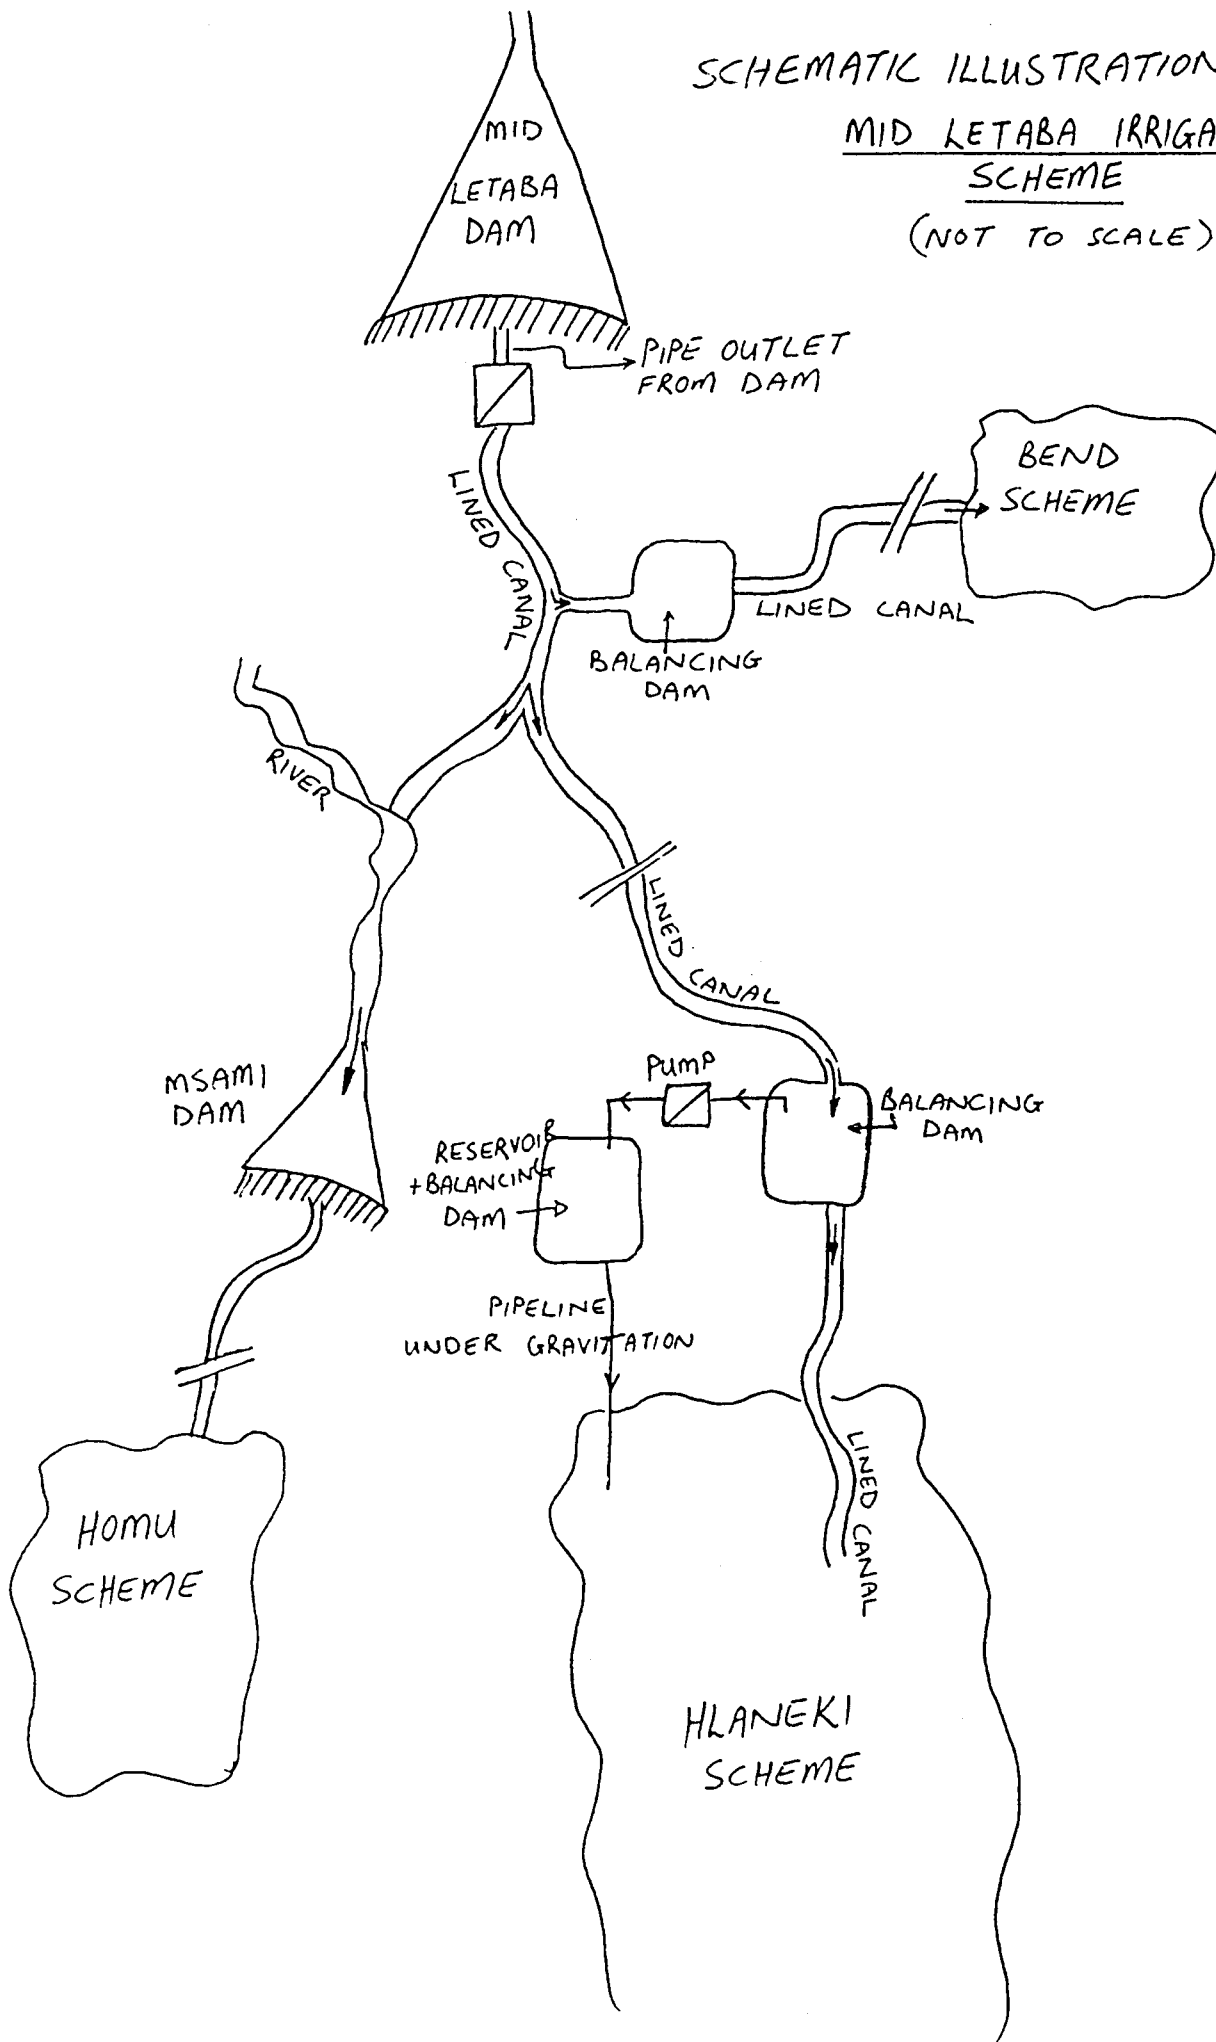 SCHEMATIC ILLUSTRATION
MID LETABA IRRIGA
SCHEME
(NOT TO SCALE)
MID
LETABA
DAM
PIPE OUTLET
FROM DAM
LINED CANAL
BEND
SCHEME
LINED CANAL
BALANCING
DAM
RIVER
LINED CANAL
MSAMI
DAM
PUMP
BALANCING
DAM
RESERVOIR
+BALANCING
DAM
PIPELINE
UNDER GRAVITATION
LINED CANAL
HOMU
SCHEME
HLANEKI
SCHEME